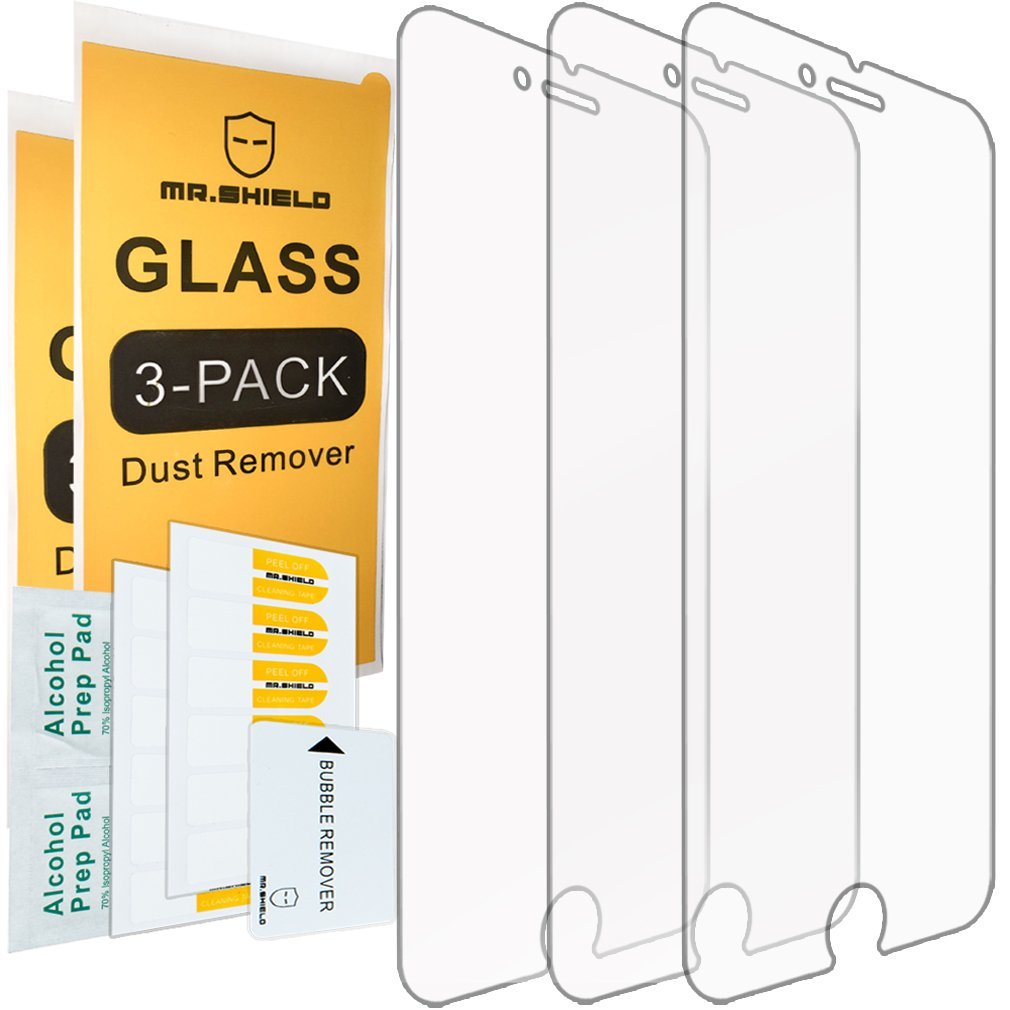 MR.SHIELD
GLASS
3-PACK
Dust Remover
PEEL OFF
MR.SHIELD
CLEANING TAPE
PEEL OFF
MR.SHIELD
CLEANING TAPE
PEEL OFF
MR.SHIELD
CLEANING TAPE
Alcohol
Prep Pad
70% Isopropyl Alcohol
Alcohol
Prep Pad
70% Isopropyl Alcohol
BUBBLE REMOVER
MR.SHIELD